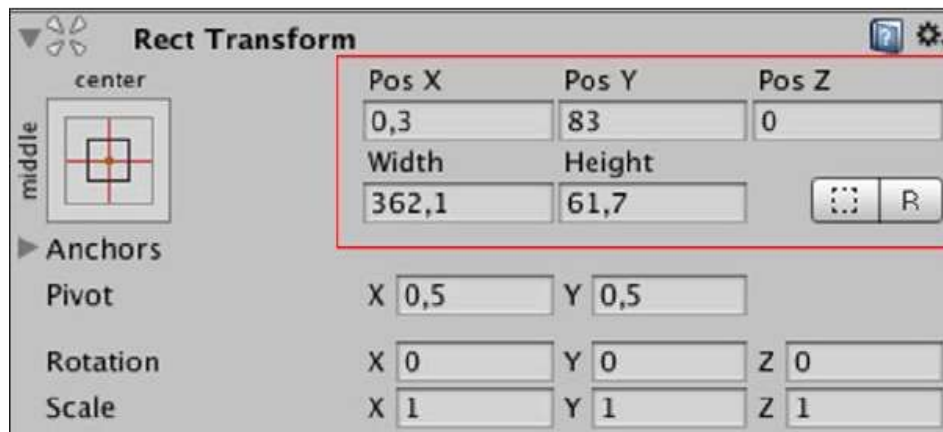 Rect Transform
center
middle
Pos X Pos Y Pos Z
0,3 83 0
Width Height
362,1 61,7
R
Anchors
Pivot X 0,5 Y 0,5
Rotation X 0 Y 0 Z 0
Scale X 1 Y 1 Z 1